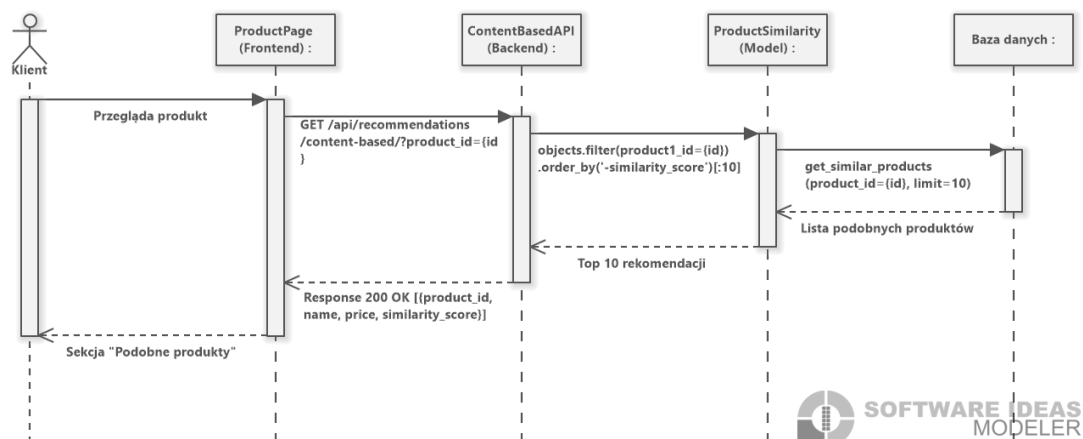 Klient
ProductPage
(Frontend) :
ContentBasedAPI
(Backend) :
ProductSimilarity
(Model) :
Baza danych :
Przegląda produkt
GET /api/recommendations
/content-based/?product_id={id
}
objects.filter(product1_id={id})
.order_by('-similarity_score')[:10]
get_similar_products
(product_id={id}, limit=10)
Lista podobnych produktów
Top 10 rekomendacji
Response 200 OK [{product_id,
name, price, similarity_score}]
Sekcja "Podobne produkty"
SOFTWARE IDEAS
MODELER